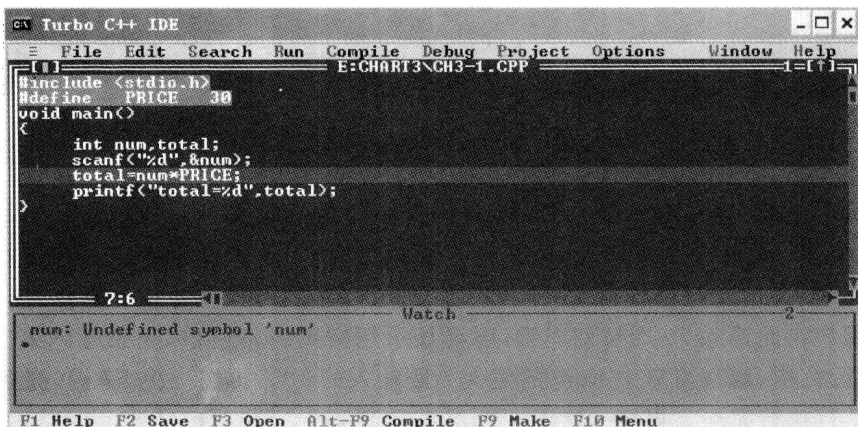 Turbo C++ IDE
≡ File Edit Search Run Compile Debug Project Options Window Help
E:CHART3\CH3-1.CPP 1=[↑]
#include <stdio.h>
#define PRICE 30
void main()
{
int num,total;
scanf("%d",&num);
total=num*PRICE;
printf("total=%d",total);
}
7:6
Watch 2
num: Undefined symbol 'num'
F1 Help F2 Save F3 Open Alt-F9 Compile F9 Make F10 Menu